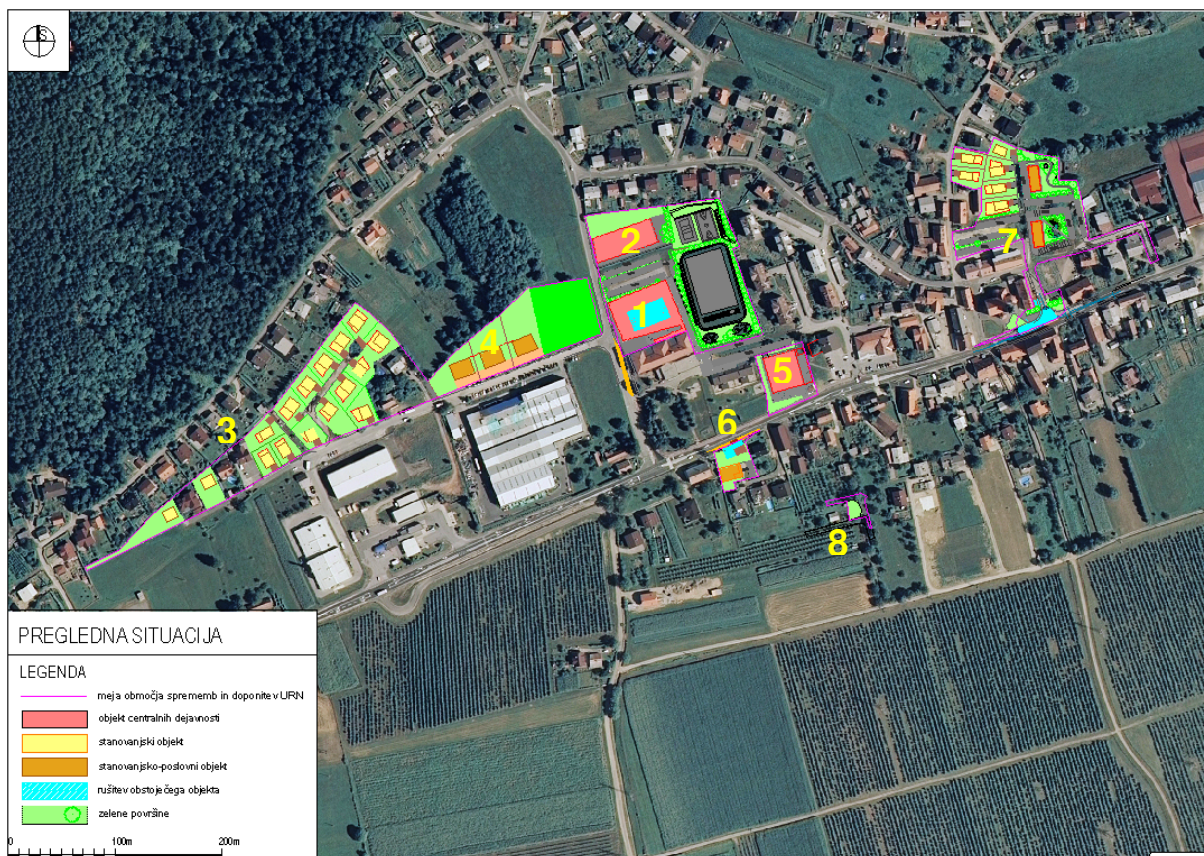 S
2
7
1
4
5
3
6
8
PREGLEDNA SITUACIJA
LEGENDA
meja območja sprememb in doponitev URN
objekt centralnih dejavnosti
stanovanjski objekt
stanovanjsko-poslovni objekt
rušitev obstoječega objekta
zelene površine
0 100m 200m